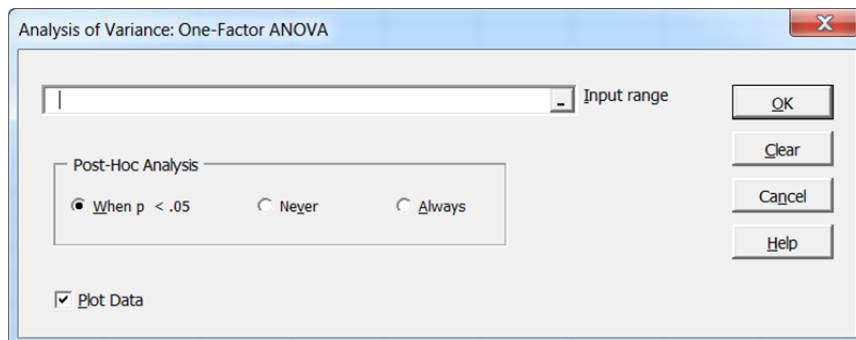 Analysis of Variance: One-Factor ANOVA
Input range
OK
Post-Hoc Analysis
Clear
When p < .05
Never
Always
Cancel
Help
Plot Data